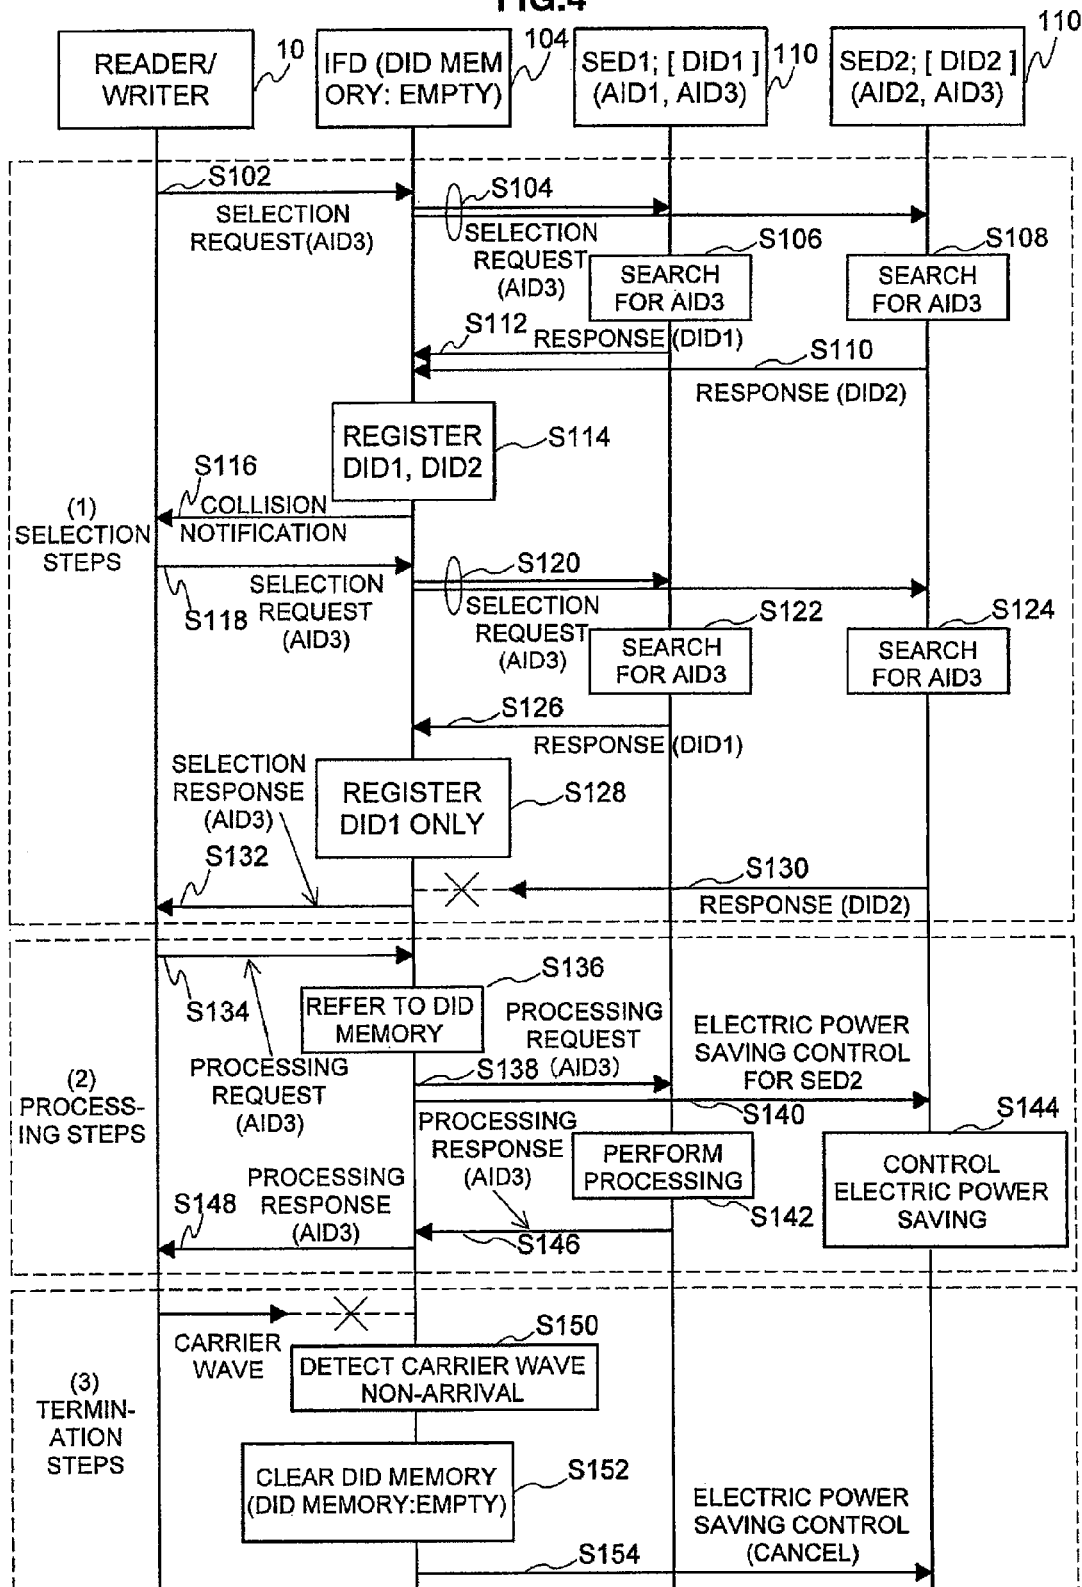 FIG.4
READER/
WRITER
10
IFD (DID MEM
ORY: EMPTY)
104
SED1; [ DID1 ]
(AID1, AID3)
110
SED2; [ DID2 ]
(AID2, AID3)
110
(1)
SELECTION
STEPS
S102
SELECTION
REQUEST(AID3)
S104
SELECTION
REQUEST
(AID3)
S106
SEARCH
FOR AID3
S108
SEARCH
FOR AID3
S112
RESPONSE (DID1)
S110
RESPONSE (DID2)
REGISTER
DID1, DID2
S114
S116
COLLISION
NOTIFICATION
S118
SELECTION
REQUEST
(AID3)
S120
SELECTION
REQUEST
(AID3)
S122
SEARCH
FOR AID3
S124
SEARCH
FOR AID3
S126
RESPONSE (DID1)
SELECTION
RESPONSE
(AID3)
REGISTER
DID1 ONLY
S128
S132
S130
RESPONSE (DID2)
(2)
PROCESS-
ING STEPS
S134
PROCESSING
REQUEST
(AID3)
S136
REFER TO DID
MEMORY
PROCESSING
REQUEST
S138 (AID3)
ELECTRIC POWER
SAVING CONTROL
FOR SED2
S140
PROCESSING
RESPONSE
(AID3)
PERFORM
PROCESSING
S142
S144
CONTROL
ELECTRIC POWER
SAVING
S146
PROCESSING
RESPONSE
(AID3)
S148
(3)
TERMIN-
ATION
STEPS
CARRIER
WAVE
S150
DETECT CARRIER WAVE
NON-ARRIVAL
CLEAR DID MEMORY
(DID MEMORY:EMPTY)
S152
ELECTRIC POWER
SAVING CONTROL
(CANCEL)
S154